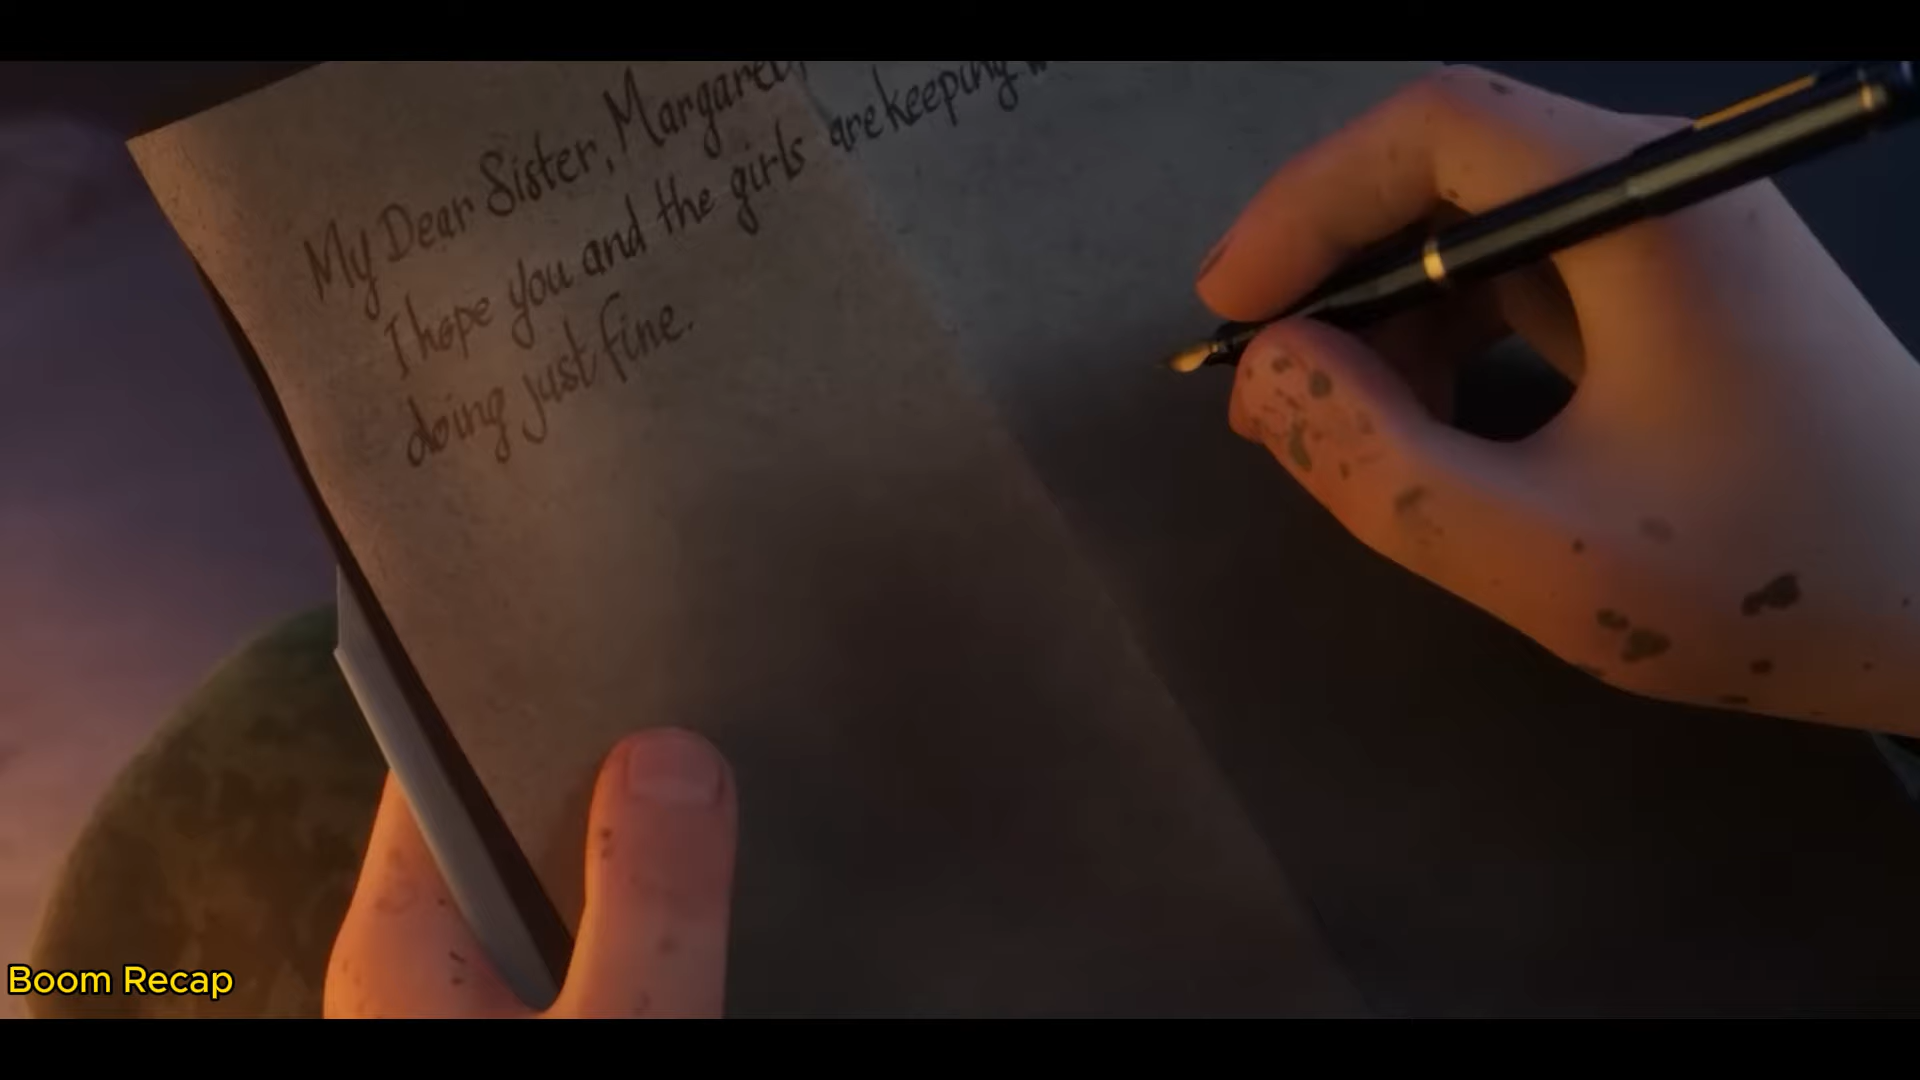 My Dear Sister, Margaret,
I hope you and the girls are keeping
doing just fine.
Boom Recap